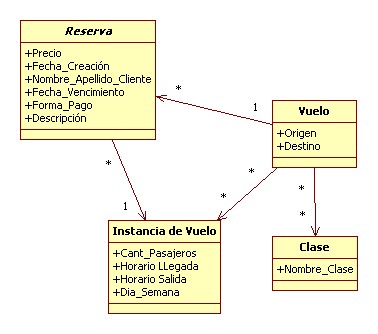 Reserva
+Precio
+Fecha_Creación
+Nombre_Apellido_Cliente
+Fecha_Vencimiento
+Forma_Pago
+Descripción
*
1
Vuelo
+Origen
+Destino
*
1
*
*
*
*
Instancia de Vuelo
+Cant_Pasajeros
+Horario LLegada
+Horario Salida
+Dia_Semana
Clase
+Nombre_Clase